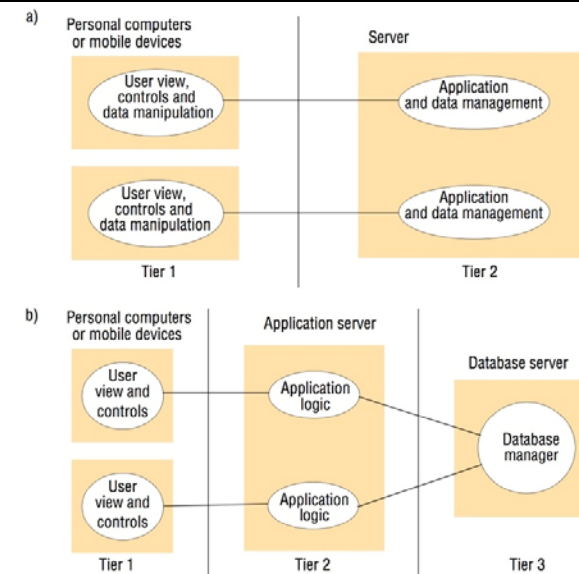 a)
Personal computers
or mobile devices
Server
User view,
controls and
data manipulation
Application
and data management
User view,
controls and
data manipulation
Application
and data management
Tier 1
Tier 2
b)
Personal computers
or mobile devices
Application server
Database server
User
view and
controls
Application
logic
Database
manager
User
view and
controls
Application
logic
Tier 1
Tier 2
Tier 3